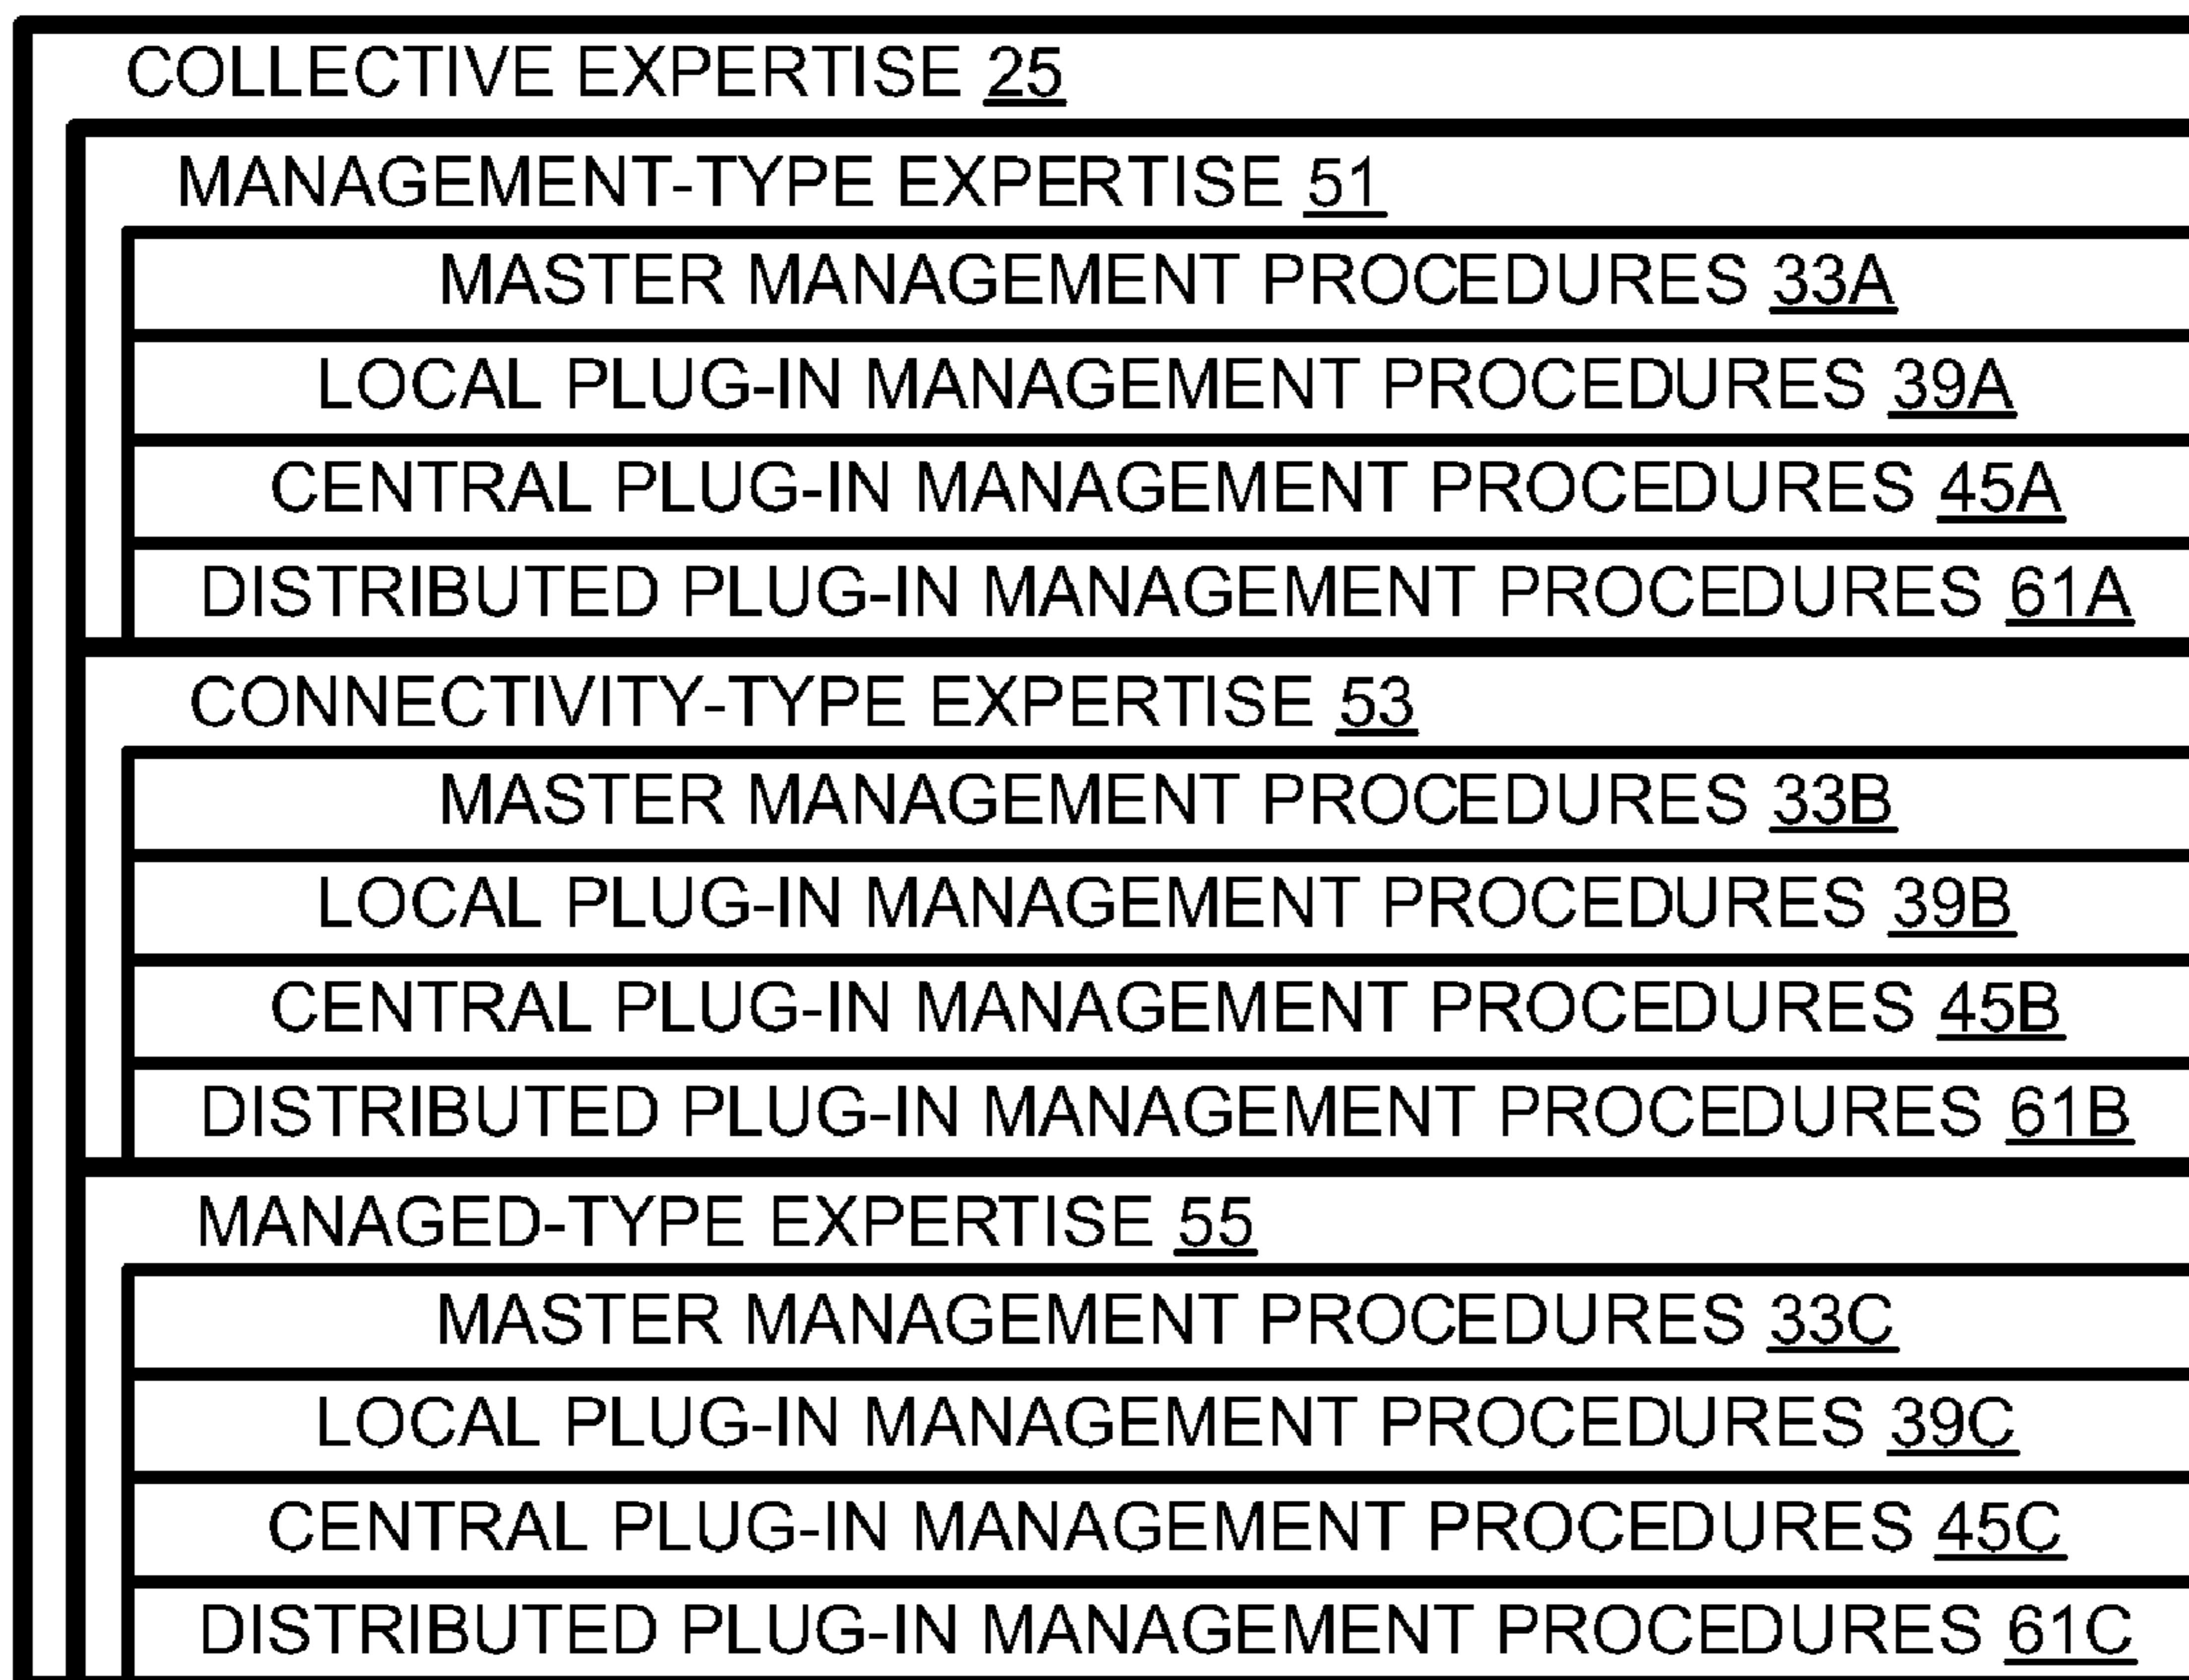 COLLECTIVE EXPERTISE 25
MANAGEMENT-TYPE EXPERTISE 51
MASTER MANAGEMENT PROCEDURES 33A
LOCAL PLUG-IN MANAGEMENT PROCEDURES 39A
CENTRAL PLUG-IN MANAGEMENT PROCEDURES 45A
DISTRIBUTED PLUG-IN MANAGEMENT PROCEDURES 61A
CONNECTIVITY-TYPE EXPERTISE 53
MASTER MANAGEMENT PROCEDURES 33B
LOCAL PLUG-IN MANAGEMENT PROCEDURES 39B
CENTRAL PLUG-IN MANAGEMENT PROCEDURES 45B
DISTRIBUTED PLUG-IN MANAGEMENT PROCEDURES 61B
MANAGED-TYPE EXPERTISE 55
MASTER MANAGEMENT PROCEDURES 33C
LOCAL PLUG-IN MANAGEMENT PROCEDURES 39C
CENTRAL PLUG-IN MANAGEMENT PROCEDURES 45C
DISTRIBUTED PLUG-IN MANAGEMENT PROCEDURES 61C